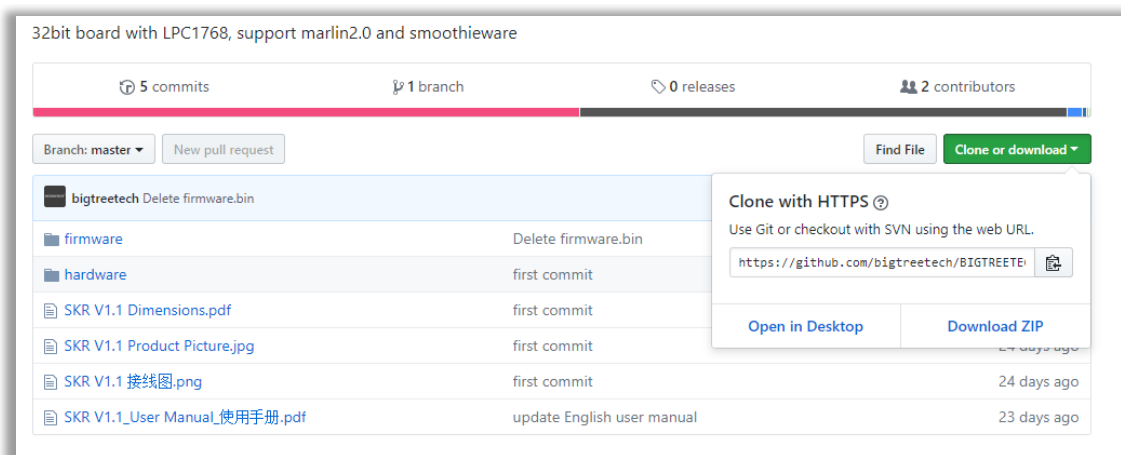 32bit board with LPC1768, support marlin2.0 and smoothieware
5 commits
1 branch
0 releases
2 contributors
Branch: master
New pull request
Find File
Clone or download
bigtreetech Delete firmware.bin
Clone with HTTPS
Use Git or checkout with SVN using the web URL.
https://github.com/bigtreetech/BIGTREETE
Open in Desktop
Download ZIP
firmware Delete firmware.bin
hardware first commit
SKR V1.1 Dimensions.pdf first commit
SKR V1.1 Product Picture.jpg first commit 24 days ago
SKR V1.1 接线图.png first commit 24 days ago
SKR V1.1_User Manual_使用手册.pdf update English user manual 23 days ago